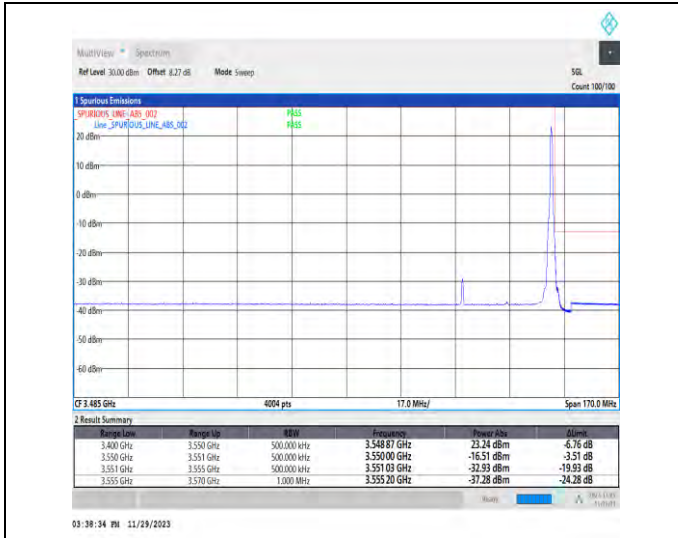 MultiView Spectrum
Ref Level 30.00 dBm Offset 8.27 dB Mode Sweep SGL
Count 100/100
1 Spurious Emissions
SPURIOUS_LINE_ABS_002 PASS
Line _SPURIOUS_LINE_ABS_002 PASS
20 dBm
10 dBm
0 dBm
-10 dBm
-20 dBm
-30 dBm
-40 dBm
-50 dBm
-60 dBm
CF 3.485 GHz 4004 pts 17.0 MHz/ Span 170.0 MHz
2 Result Summary
Range Low Range Up RBW Frequency Power Abs ΔLimit
3.400 GHz 3.550 GHz 500.000 kHz 3.548 87 GHz 23.24 dBm -6.76 dB
3.550 GHz 3.551 GHz 500.000 kHz 3.550 00 GHz -16.51 dBm -3.51 dB
3.551 GHz 3.555 GHz 500.000 kHz 3.551 03 GHz -32.93 dBm -19.93 dB
3.555 GHz 3.570 GHz 1.000 MHz 3.555 20 GHz -37.28 dBm -24.28 dB
Ready
03:38:34 PM 11/29/2023